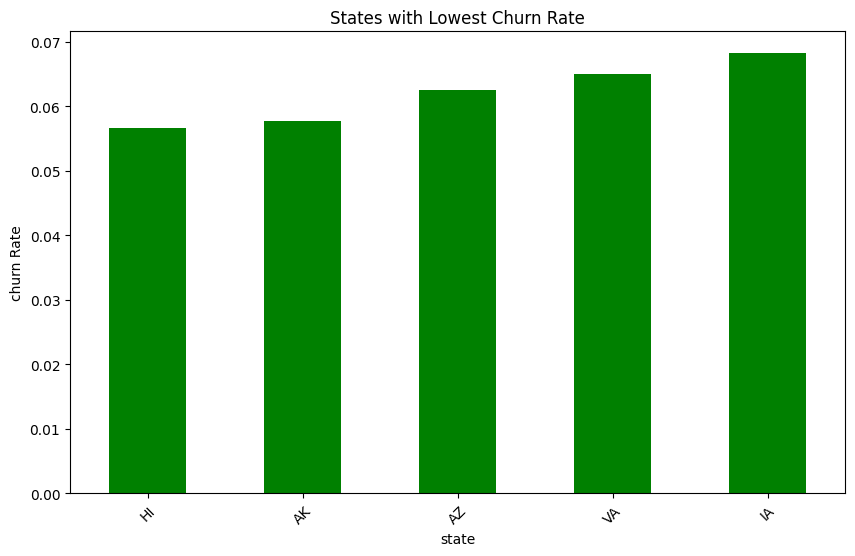 States with Lowest Churn Rate
0.07
0.06
0.05
0.04
0.03
0.02
0.01
0.00
churn Rate
HI
AK
AZ
VA
IA
state